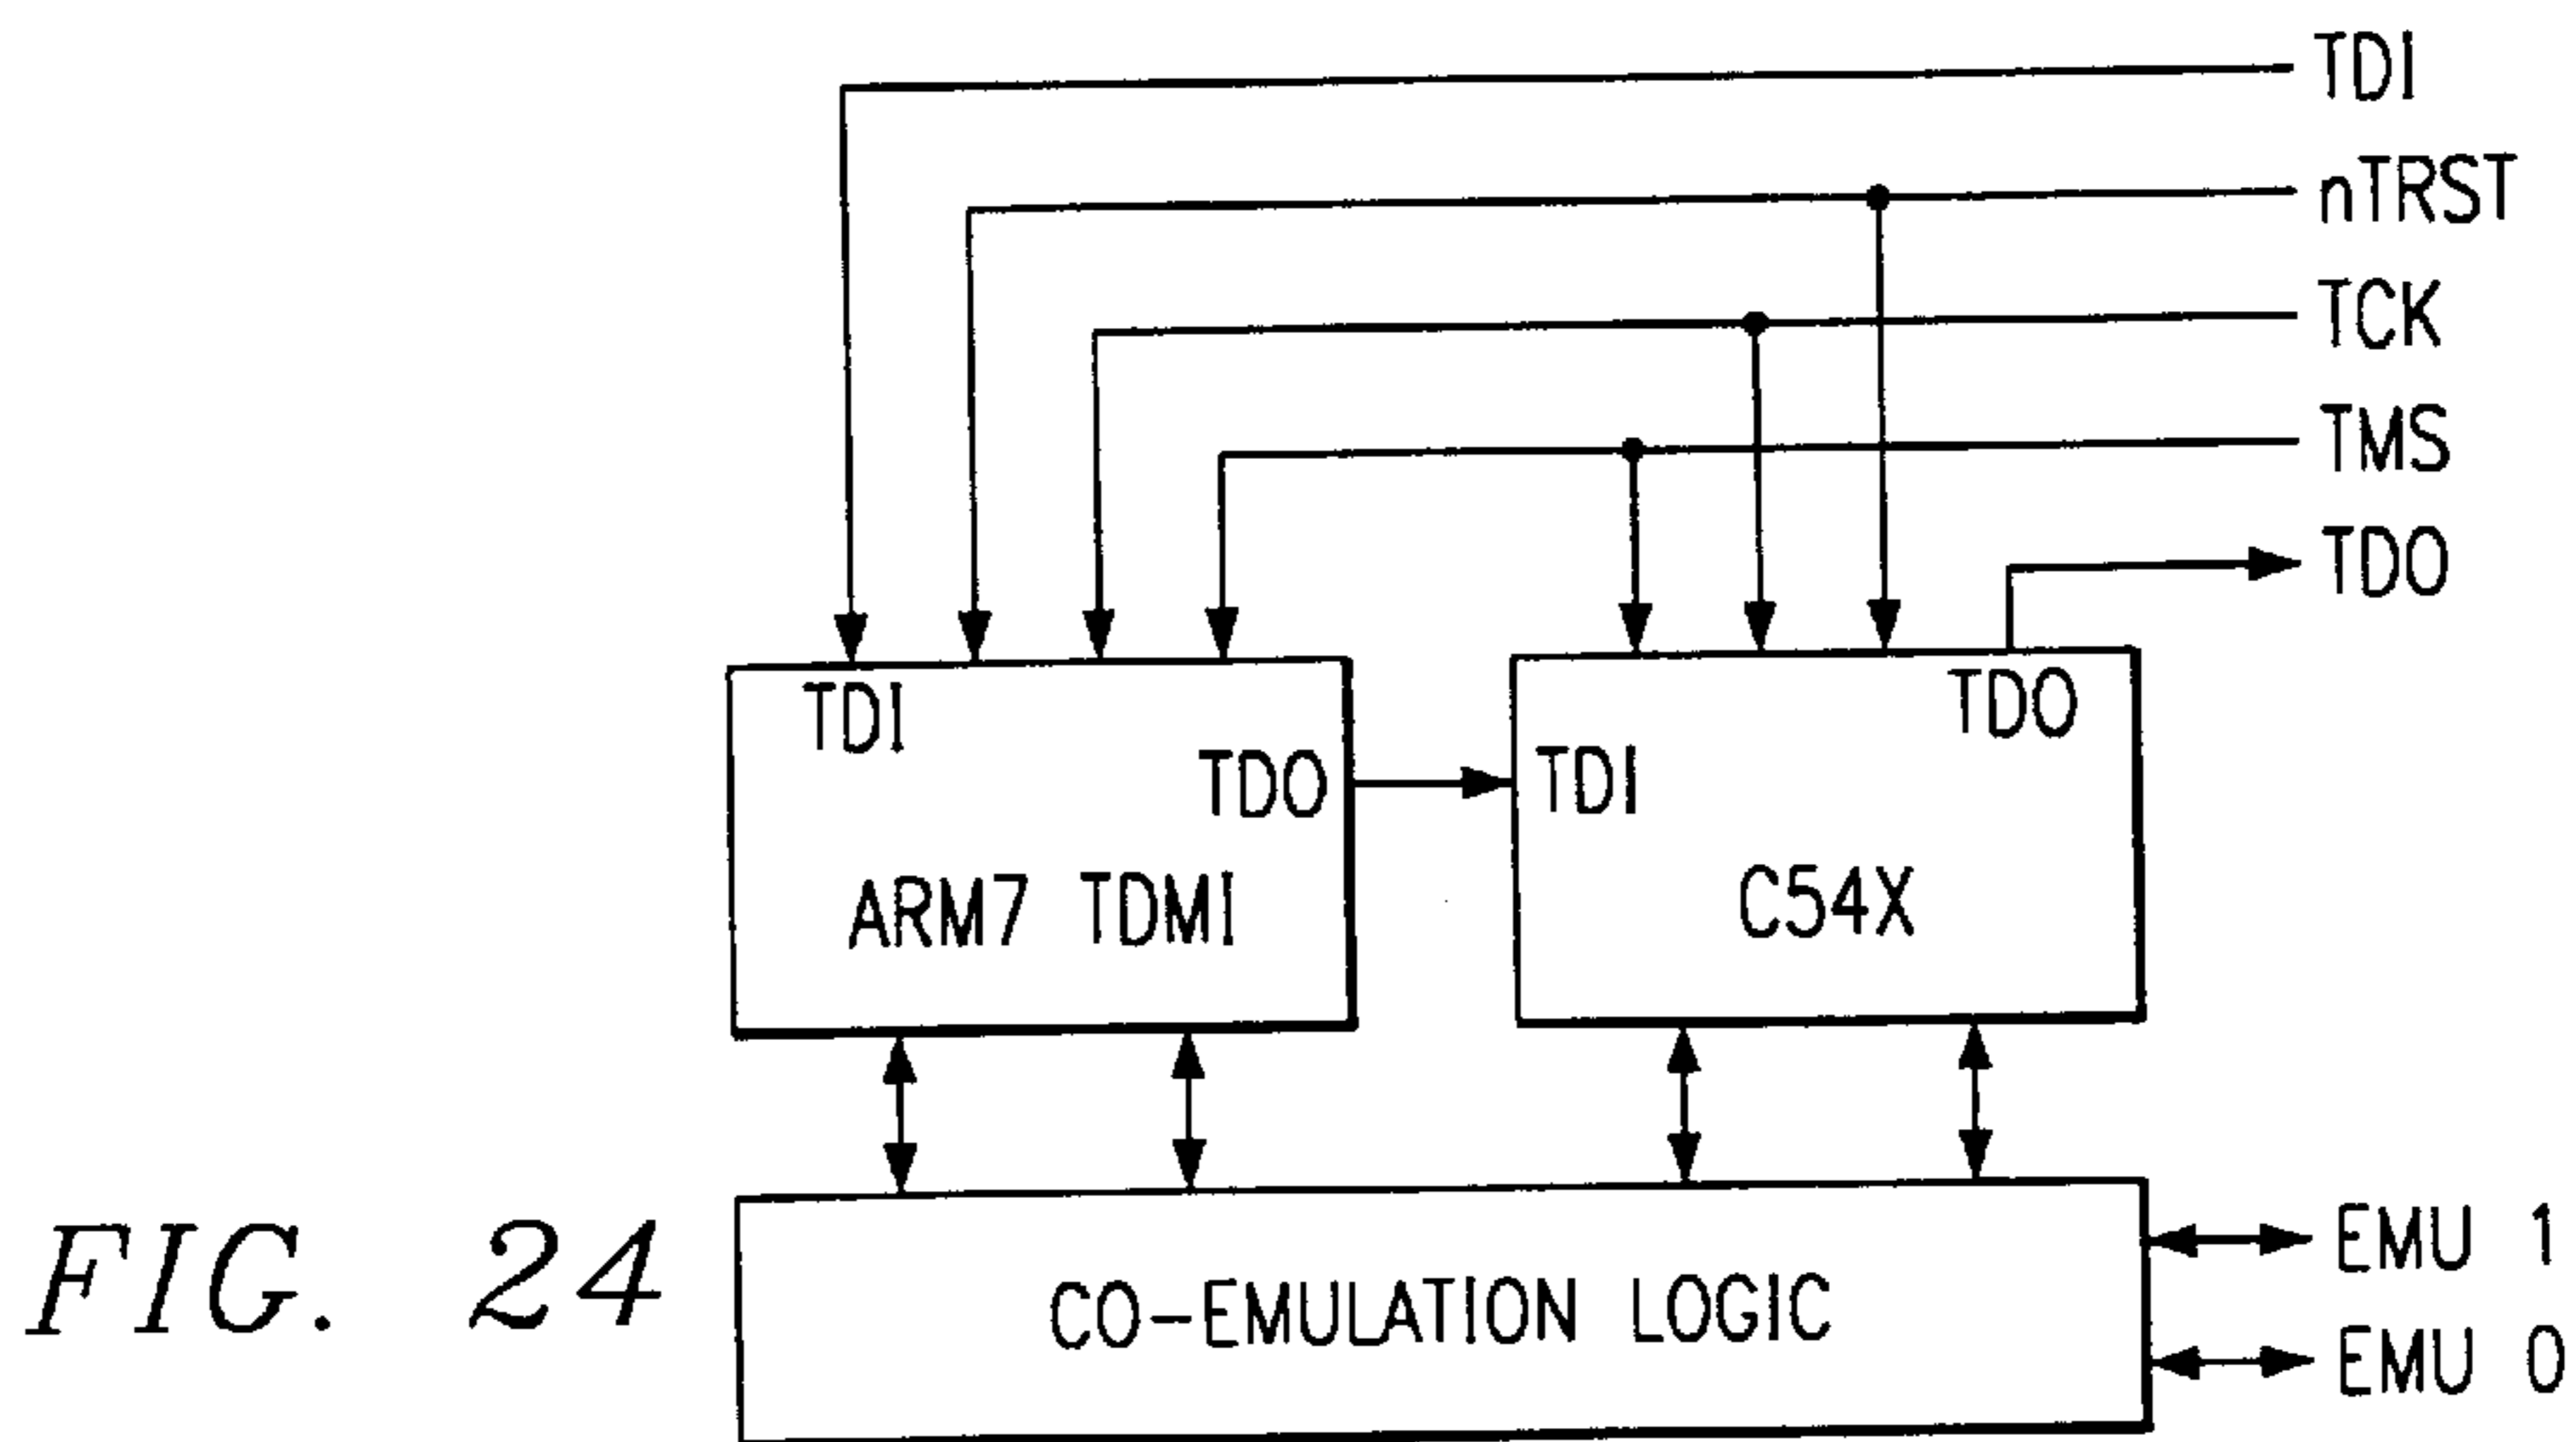 TDI
nTRST
TCK
TMS
TDO
TDI
TDO
TDO
TDI
ARM7 TDMI
C54X
EMU 1
FIG. 24
CO-EMULATION LOGIC
EMU 0